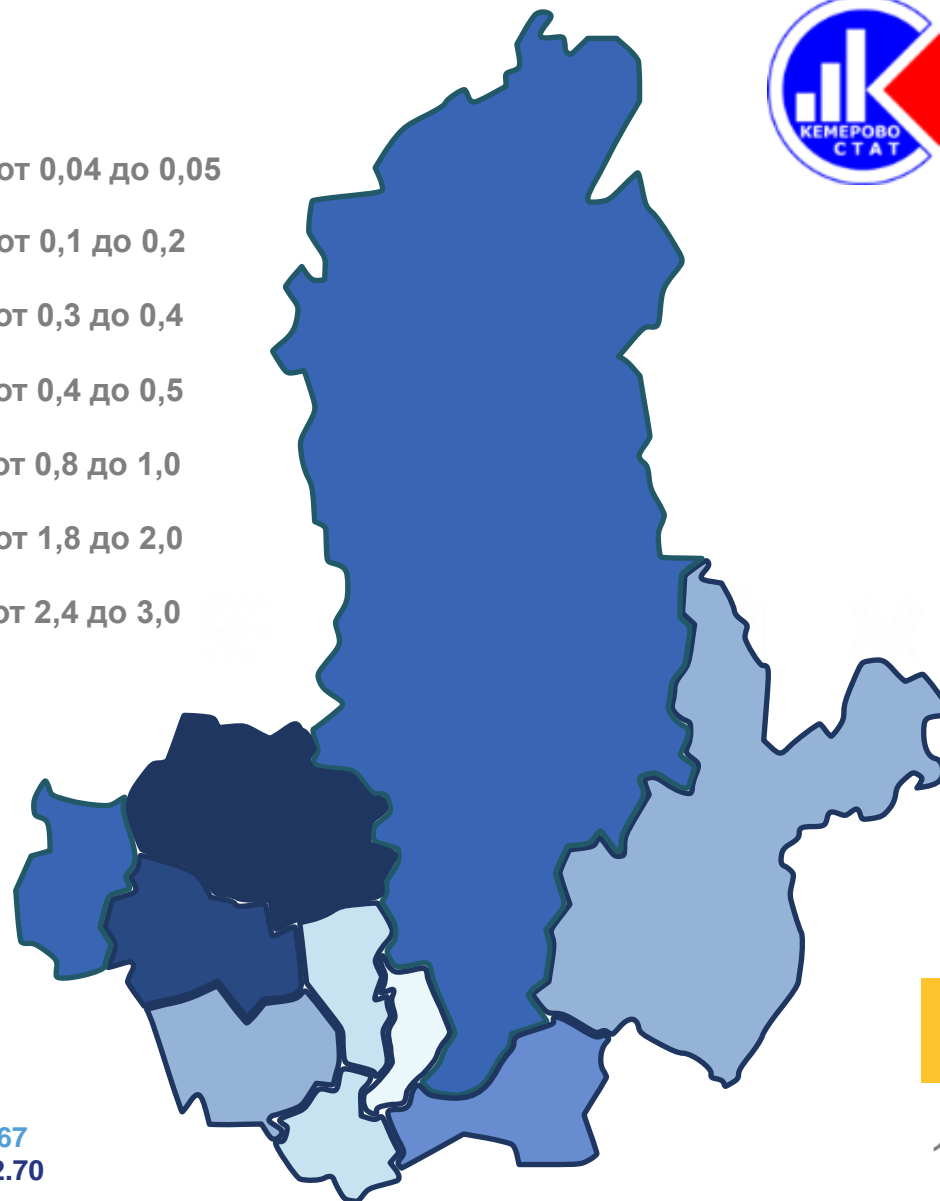 КЕМЕРОВО
СТАТ
от 0,04 до 0,05
от 0,1 до 0,2
от 0,3 до 0,4
от 0,4 до 0,5
от 0,8 до 1,0
от 1,8 до 2,0
от 2,4 до 3,0
67
2.70